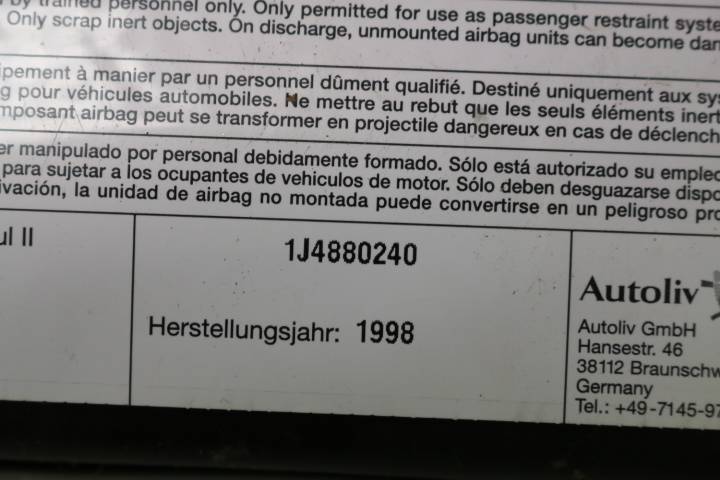 by trained personnel only. Only permitted for use as passenger restraint
Only scrap inert objects. On discharge, unmounted airbag units can become
à manier par un personnel dûment qualifié. Destiné uniquement aux
pour véhicules automobiles. Ne mettre au rebut que les seuls éléments
airbag peut se transformer en projectile dangereux en cas de
manipulado por personal debidamente formado. Sólo está autorizado su
para sujetar a los ocupantes de vehiculos de motor. Sólo deben desguazarse
la unidad de airbag no montada puede convertirse en un peligroso
II
1J4880240
Herstellungsjahr: 1998
Autoliv
Autoliv GmbH
Hansestr. 46
38112
Germany
Tel.: +49-7145-97